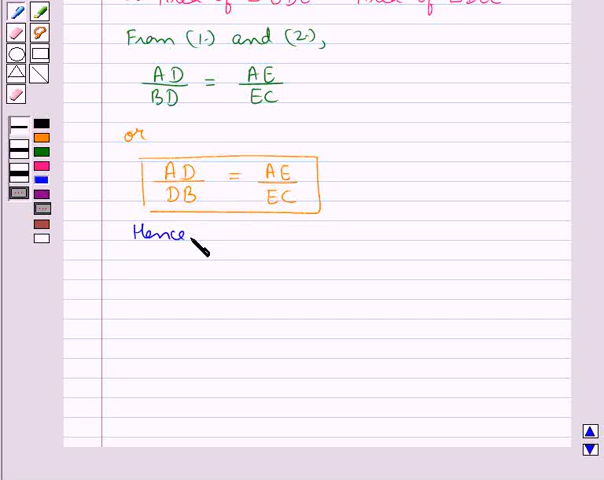 From (1.) and (2.),
AD/BD = AE/EC
or
AD/DB = AE/EC
Hence